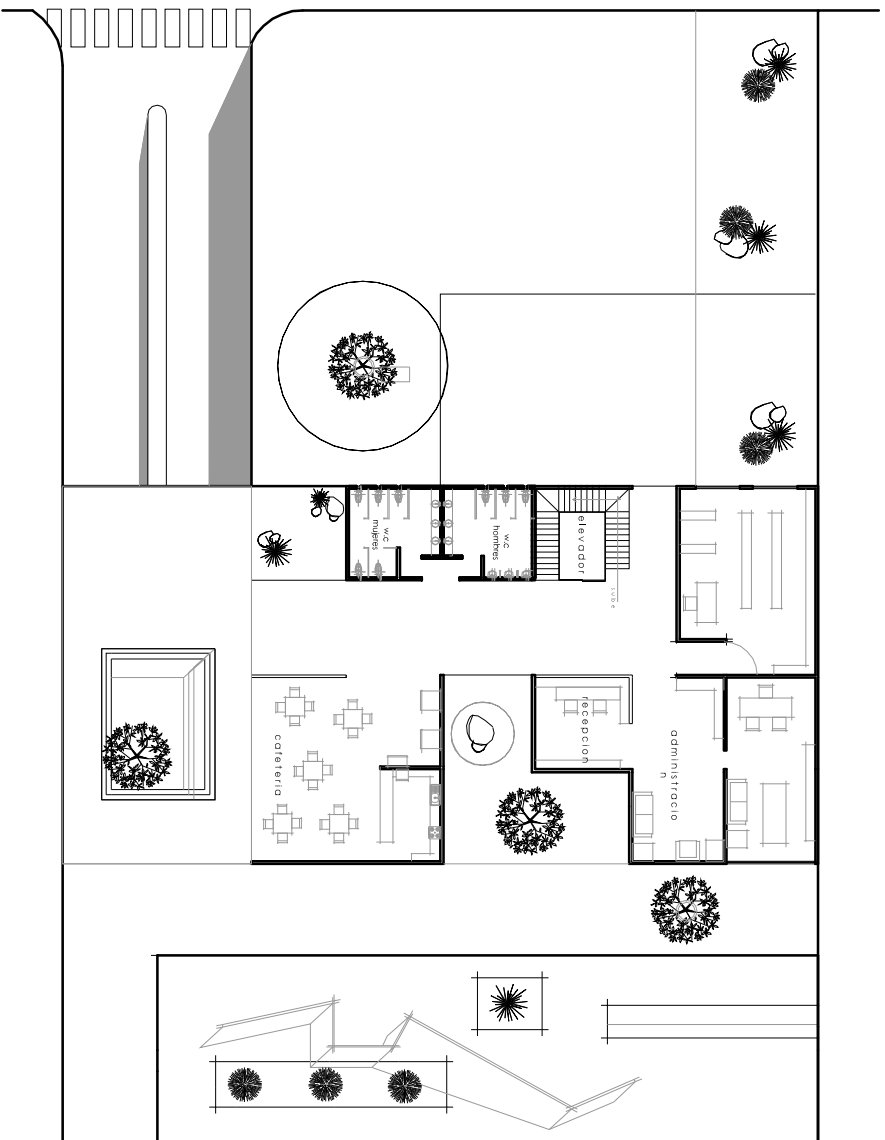 w.c
mujeres
w.c
hombres
elevador
sube
cafeteria
recepcion
administracio
n